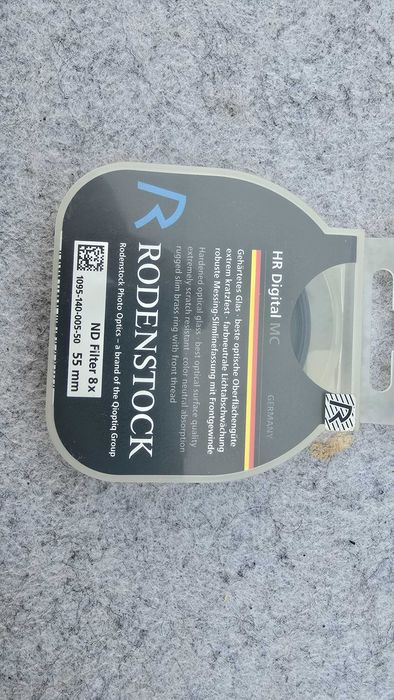 HR Digital MC
GERMANY
Gehärtetes Glas · beste optische Oberflächengüte
extrem kratzfest · farbneutrale Lichtabschwächung
robuste Messing-Slimlinefassung mit Frontgewinde
Hardened optical glass · best optical surface quality
extremely scratch resistant · color neutral absorption
rugged slim brass ring with front thread
R RODENSTOCK
Rodenstock Photo Optics – a brand of the Qioptiq Group
ND Filter 8x
1095-140-005-50 55 mm